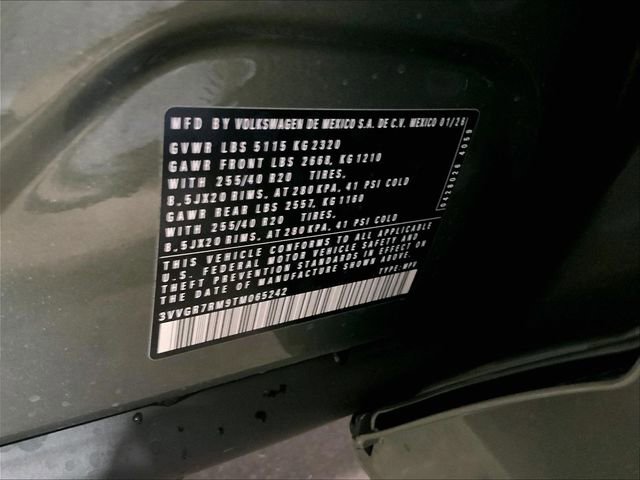 MFD BY VOLKSWAGEN DE MEXICO S.A. DE C.V. MEXICO 01/26
GVWR LBS 5115 KG 2320
GAWR FRONT LBS 2668, KG 1210
WITH 255/40 R20 TIRES.
8.5JX20 RIMS, AT 280 KPA, 41 PSI COLD
GAWR REAR LBS 2557, KG 1160
WITH 255/40 R20 TIRES.
8.5JX20 RIMS, AT 280 KPA, 41 PSI COLD
THIS VEHICLE CONFORMS TO ALL APPLICABLE
U.S. FEDERAL MOTOR VEHICLE SAFETY AND
THEFT PREVENTION STANDARDS IN EFFECT ON
THE DATE OF MANUFACTURE SHOWN ABOVE.
TYPE: MPV
3VVGR7RM9TM065242